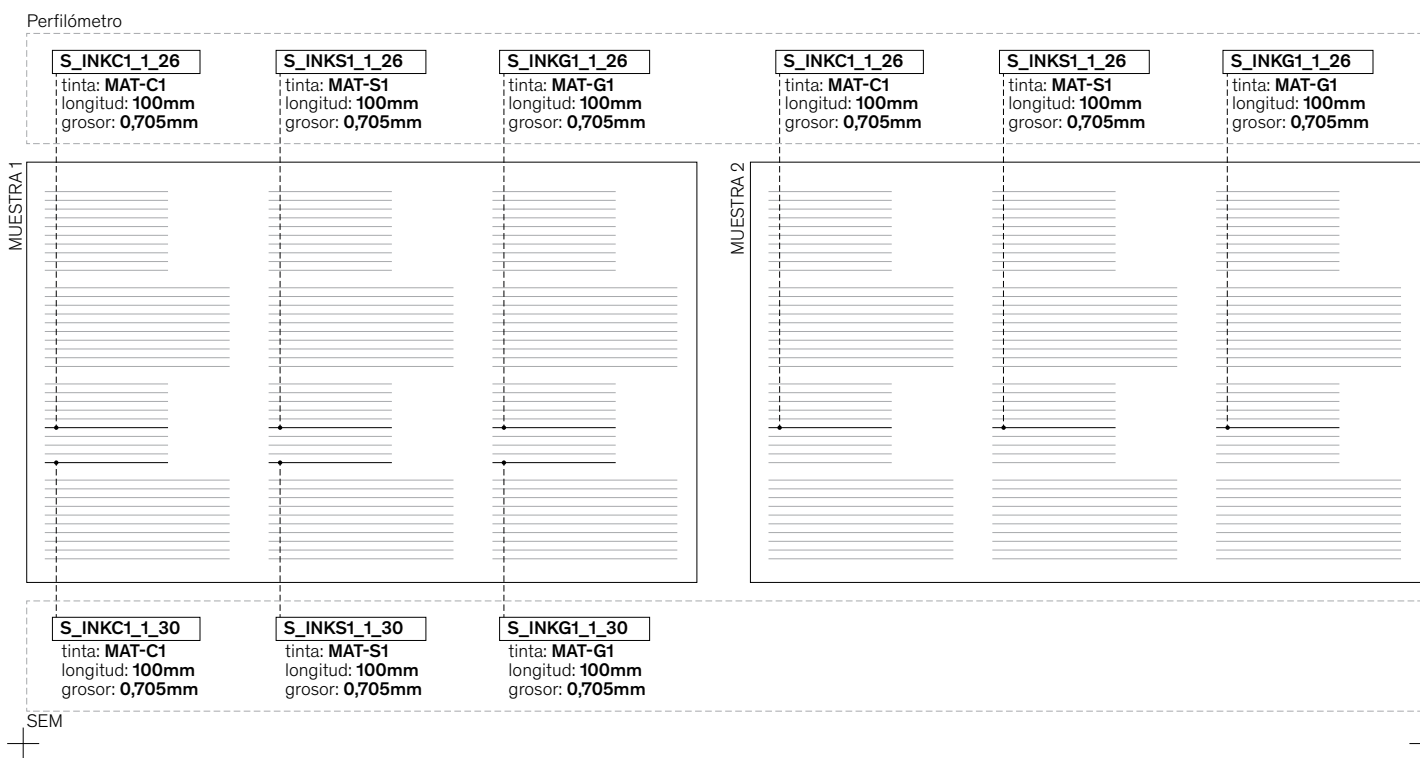 Perfilómetro
S_INKC1_1_26
tinta: MAT-C1
longitud: 100mm
grosor: 0,705mm
S_INKS1_1_26
tinta: MAT-S1
longitud: 100mm
grosor: 0,705mm
S_INKG1_1_26
tinta: MAT-G1
longitud: 100mm
grosor: 0,705mm
S_INKC1_1_26
tinta: MAT-C1
longitud: 100mm
grosor: 0,705mm
S_INKS1_1_26
tinta: MAT-S1
longitud: 100mm
grosor: 0,705mm
S_INKG1_1_26
tinta: MAT-G1
longitud: 100mm
grosor: 0,705mm
MUESTRA 1
MUESTRA 2
S_INKC1_1_30
tinta: MAT-C1
longitud: 100mm
grosor: 0,705mm
S_INKS1_1_30
tinta: MAT-S1
longitud: 100mm
grosor: 0,705mm
S_INKG1_1_30
tinta: MAT-G1
longitud: 100mm
grosor: 0,705mm
SEM